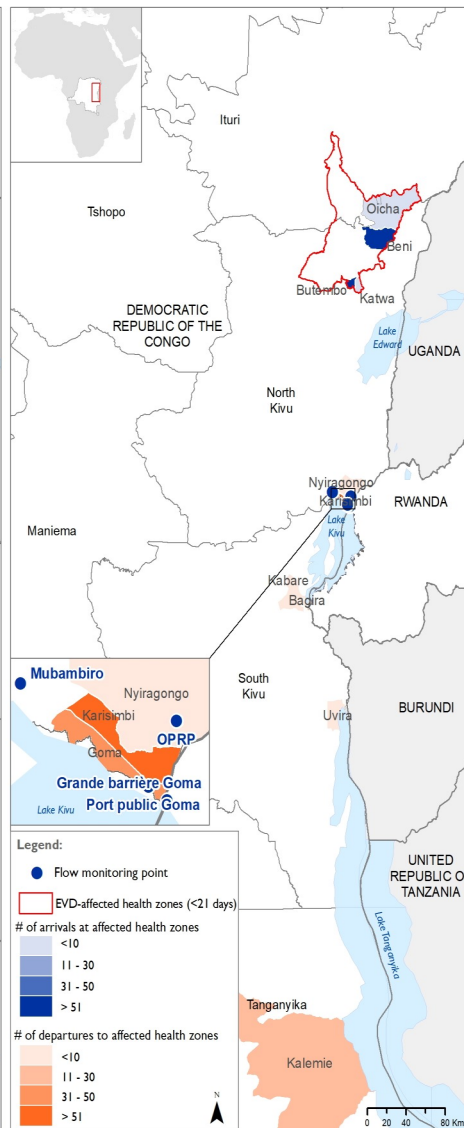 Ituri
Tshopo
Oicha
Beni
Butembo
Katwa
DEMOCRATIC
REPUBLIC OF THE
CONGO
Lake
Edward
UGANDA
North
Kivu
Nyiragongo
Karisimbi
RWANDA
Lake
Kivu
Maniema
Kabare
Bagira
South
Kivu
Uvira
BURUNDI
Mubambiro
Nyiragongo
Karisimbi
OPRP
Goma
Grande barrière Goma
Port public Goma
Lake Kivu
UNITED
REPUBLIC O
TANZANIA
Lake Tanganyika
Tanganyika
Kalemie
Legend:
Flow monitoring point
EVD-affected health zones (<21 days)
# of arrivals at affected health zones
<10
11 - 30
31 - 50
> 51
# of departures to affected health zones
<10
11 - 30
31 - 50
> 51
N
0 20 40 80 Km